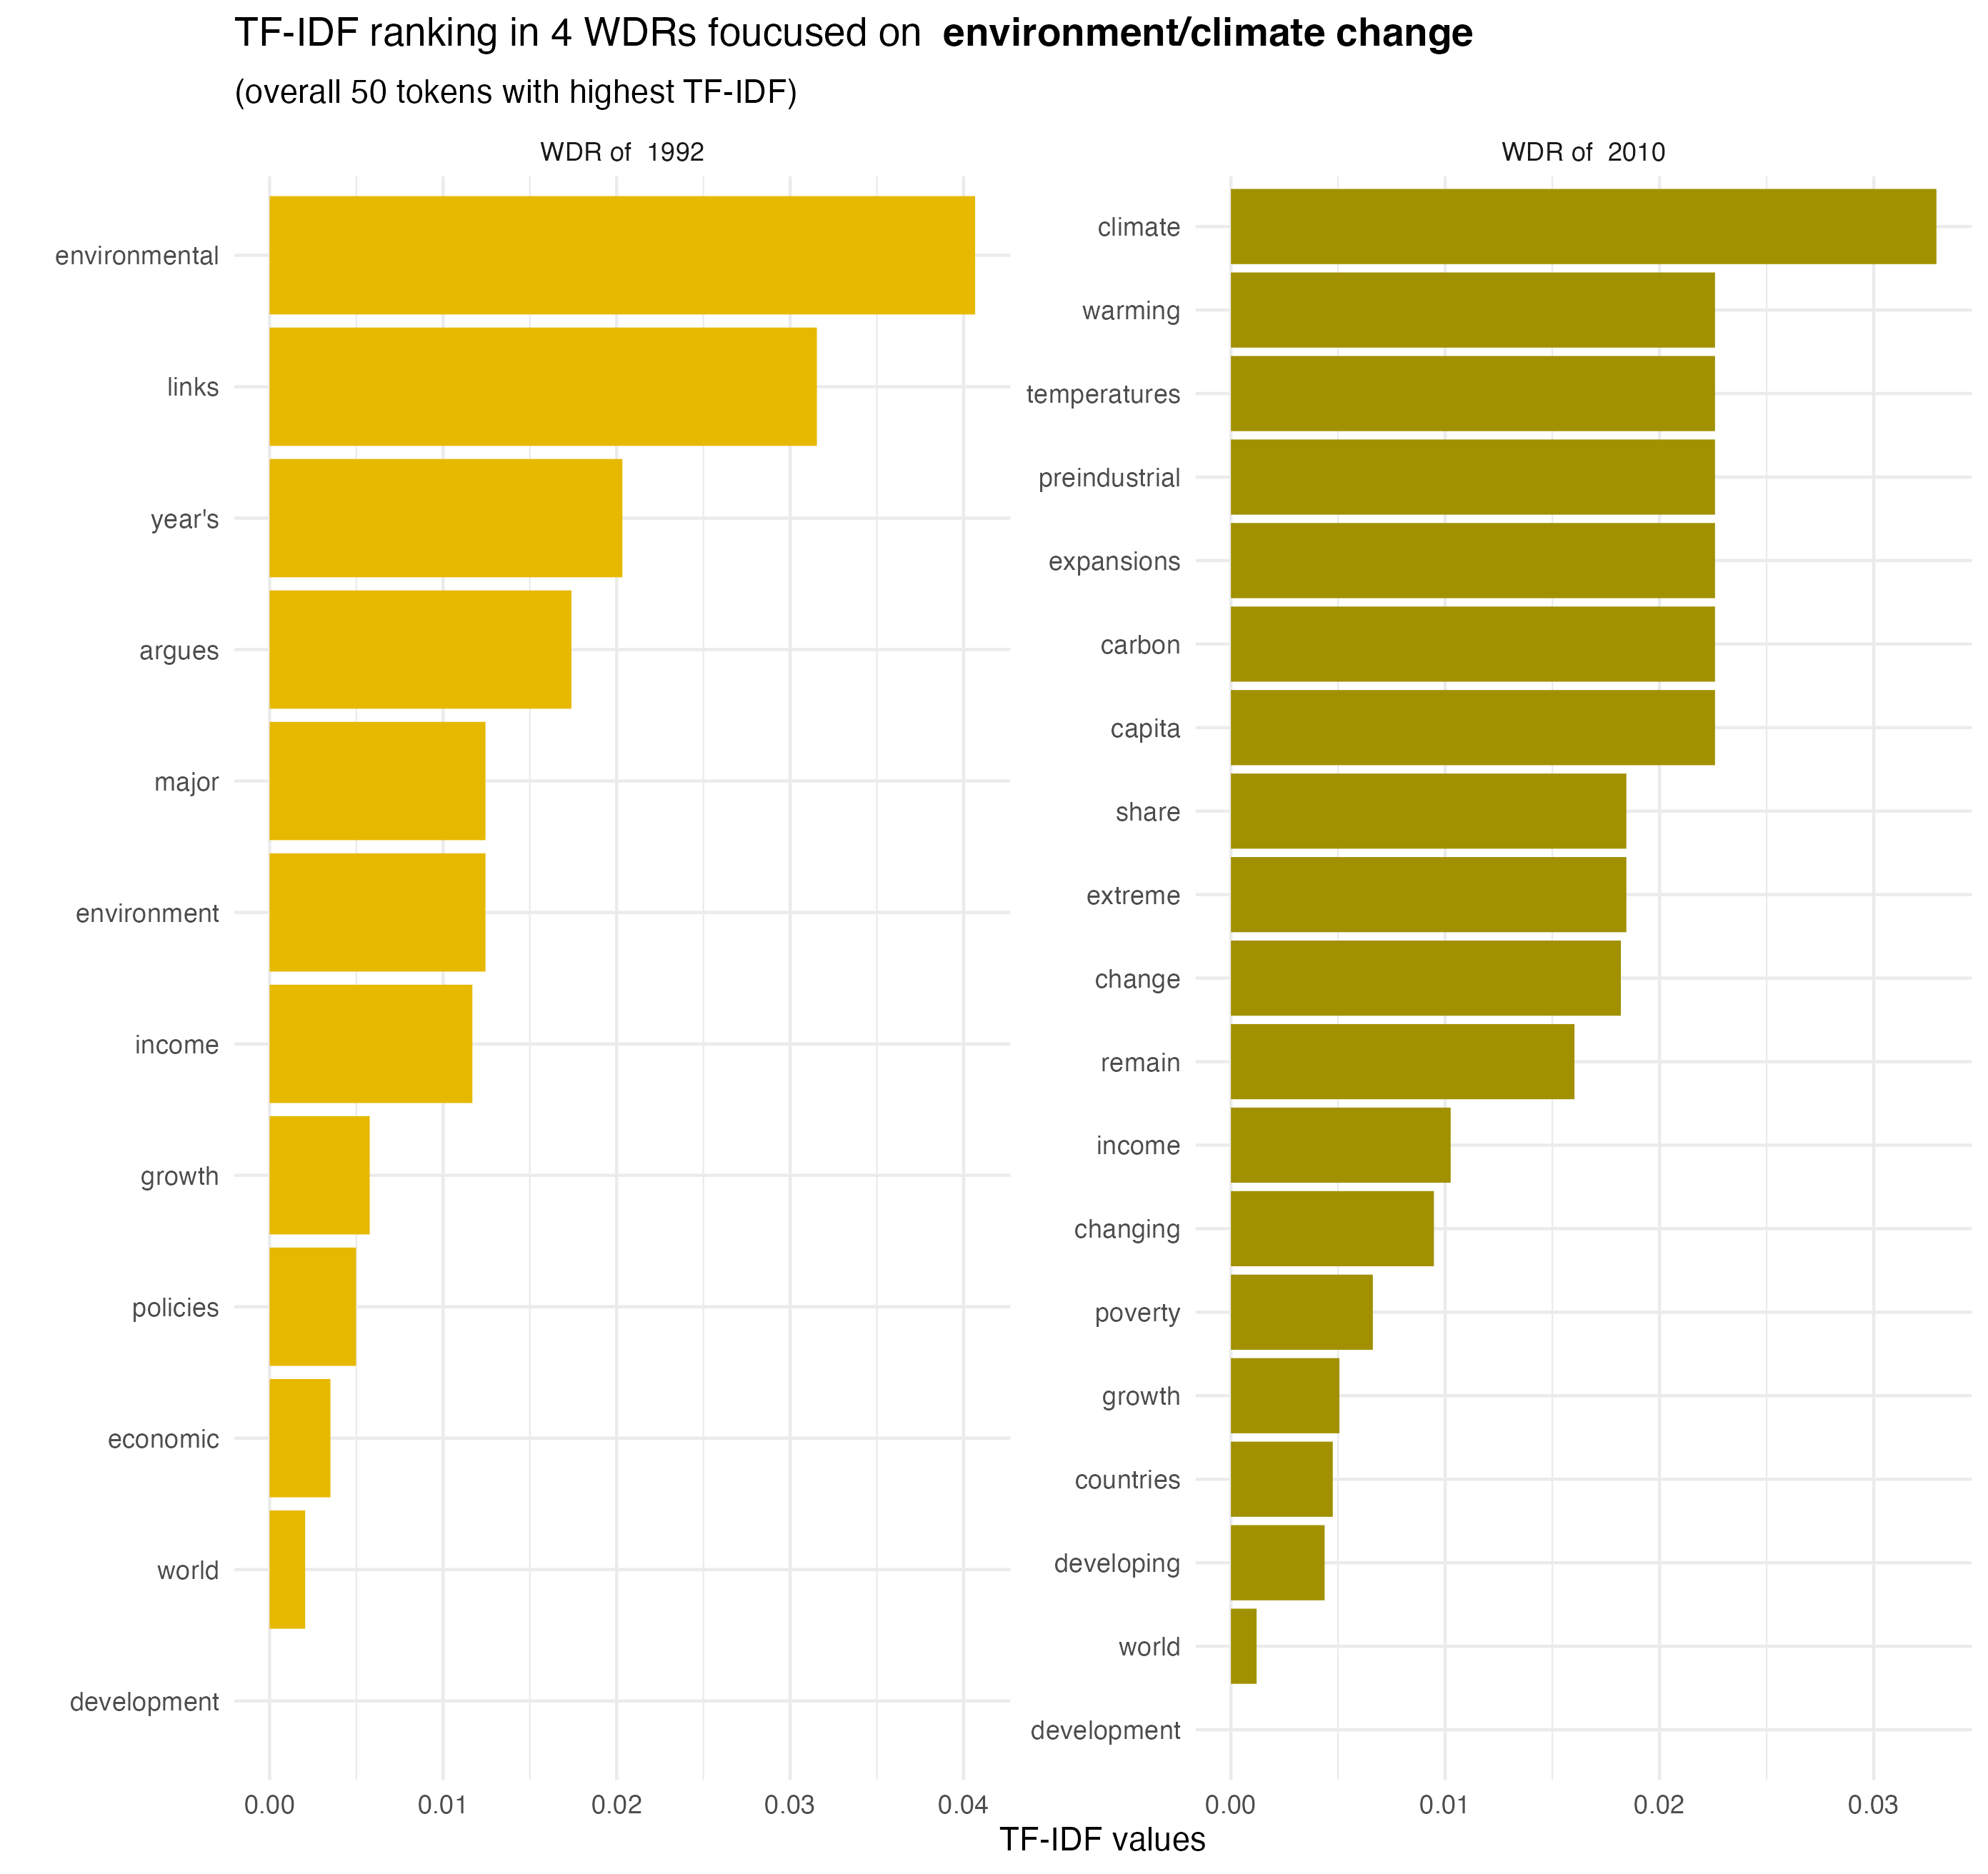 TF-IDF ranking in 4 WDRs foucused on environment/climate change
(overall 50 tokens with highest TF-IDF)
WDR of 1992
environmental
links
year's
argues
major
environment
income
growth
policies
economic
world
development
0.00 0.01 0.02 0.03 0.04
WDR of 2010
climate
warming
temperatures
preindustrial
expansions
carbon
capita
share
extreme
change
remain
income
changing
poverty
growth
countries
developing
world
development
0.00 0.01 0.02 0.03
TF-IDF values